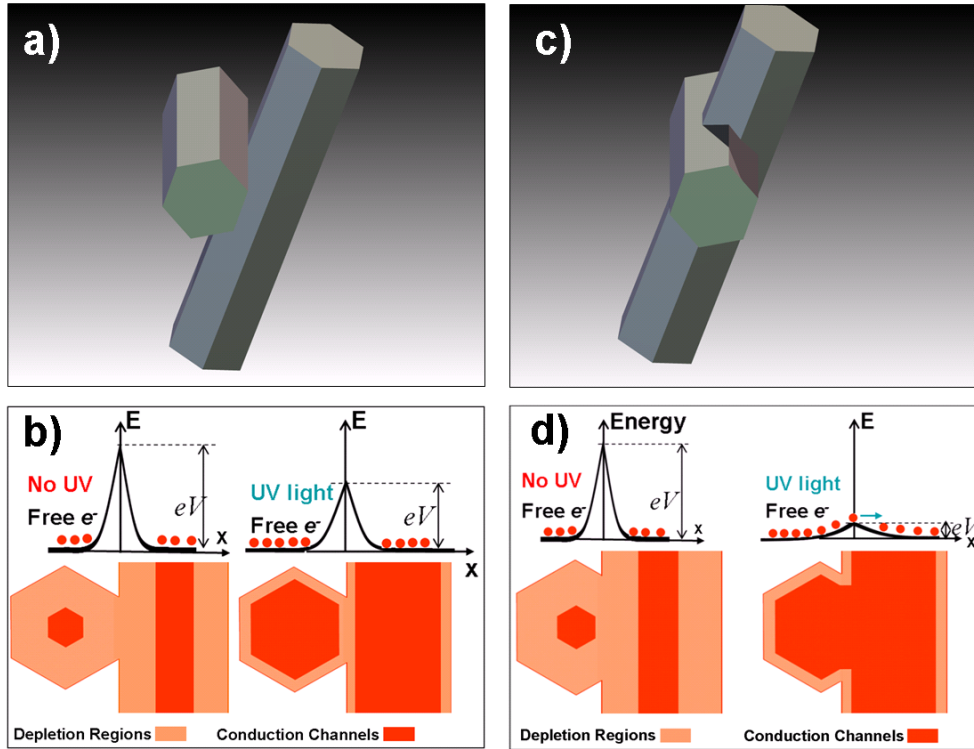 a)
c)
b)
E
No UV
Free e-
eV
x
UV light
Free e-
E
eV
x
Depletion Regions
Conduction Channels
d)
Energy
No UV
Free e-
eV
x
E
UV light
Free e-
eV
x
Depletion Regions
Conduction Channels